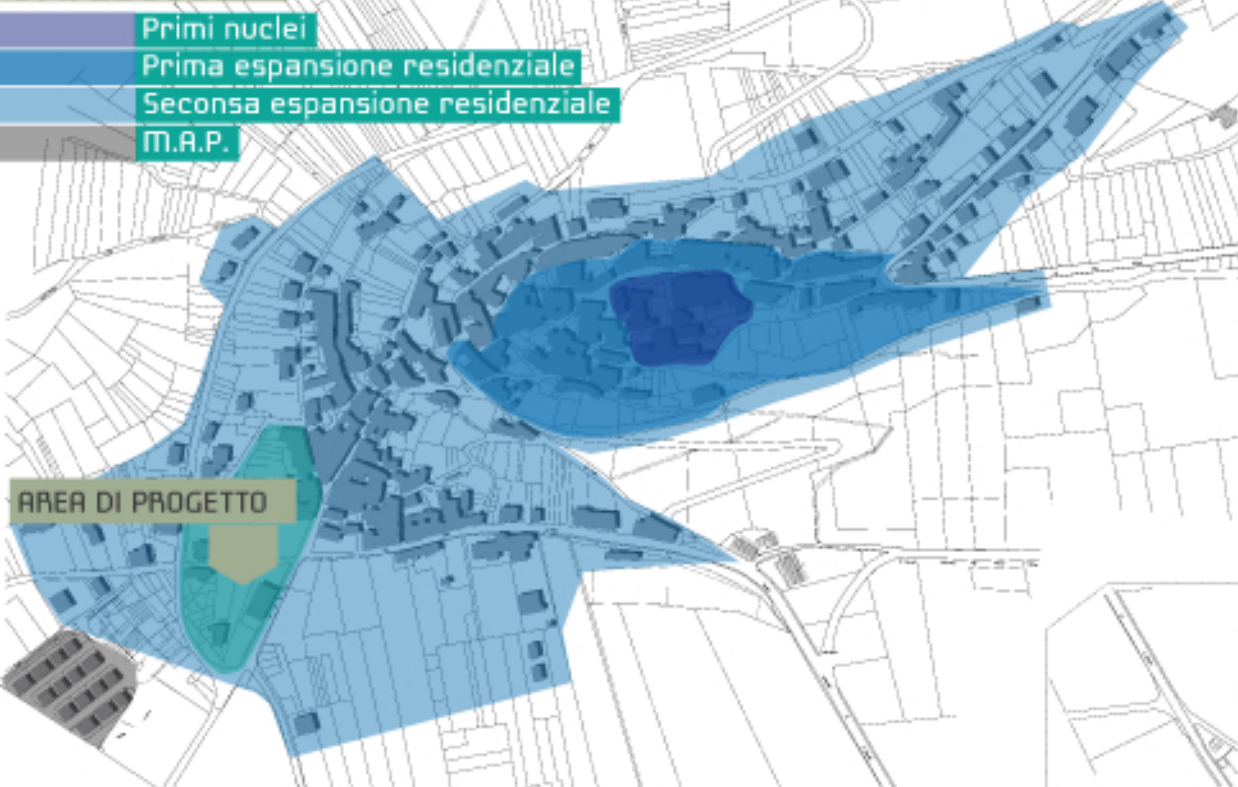 Primi nuclei
Prima espansione residenziale
Seconsa espansione residenziale
M.A.P.
AREA DI PROGETTO